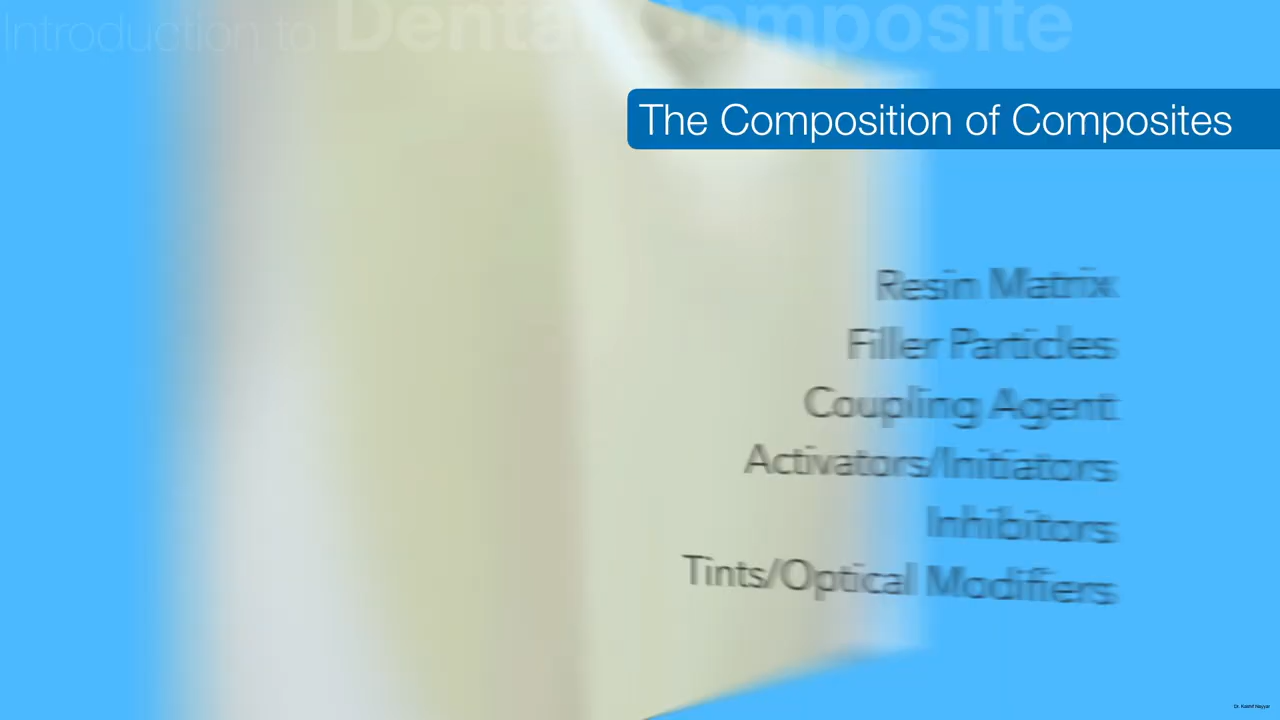 Introduction to Dental Composite
The Composition of Composites
Resin Matrix
Filler Particles
Coupling Agent
Activators/Initiators
Inhibitors
Tints/Optical Modifiers